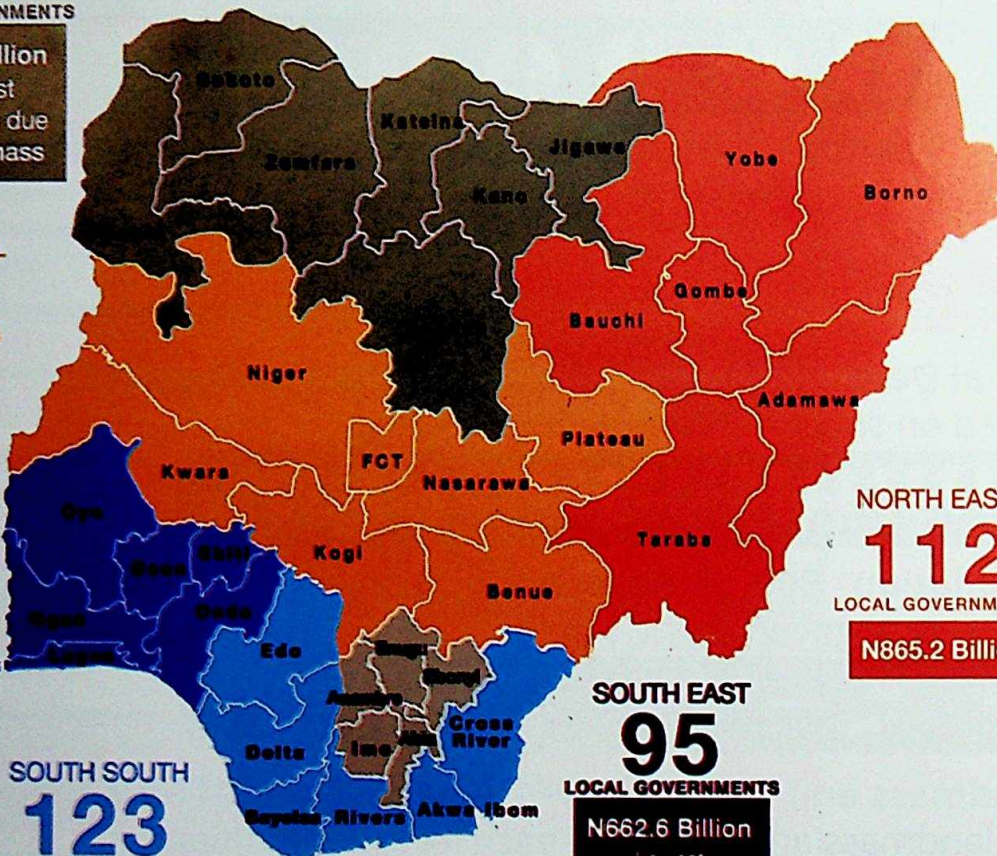 NMENTS
llion
st
due
mass
Sokoto
Katsina
Zamfara
Jigawa
Kano
Yobe
Borno
Gombe
Bauchi
Niger
Adamawa
Plateau
FCT
Kwara
Nasarawa
Oyo
Kogi
Taraba
Ekiti
Osun
Benue
Ondo
Ogun
Lagos
Edo
Enugu
Ebonyi
Anambra
Cross
River
Abia
Imo
Delta
Bayelsa
Rivers
Akwa Ibom
NORTH EAS
112
LOCAL GOVERNM
N865.2 Billi
SOUTH EAST
95
LOCAL GOVERNMENTS
N662.6 Billion
SOUTH SOUTH
123